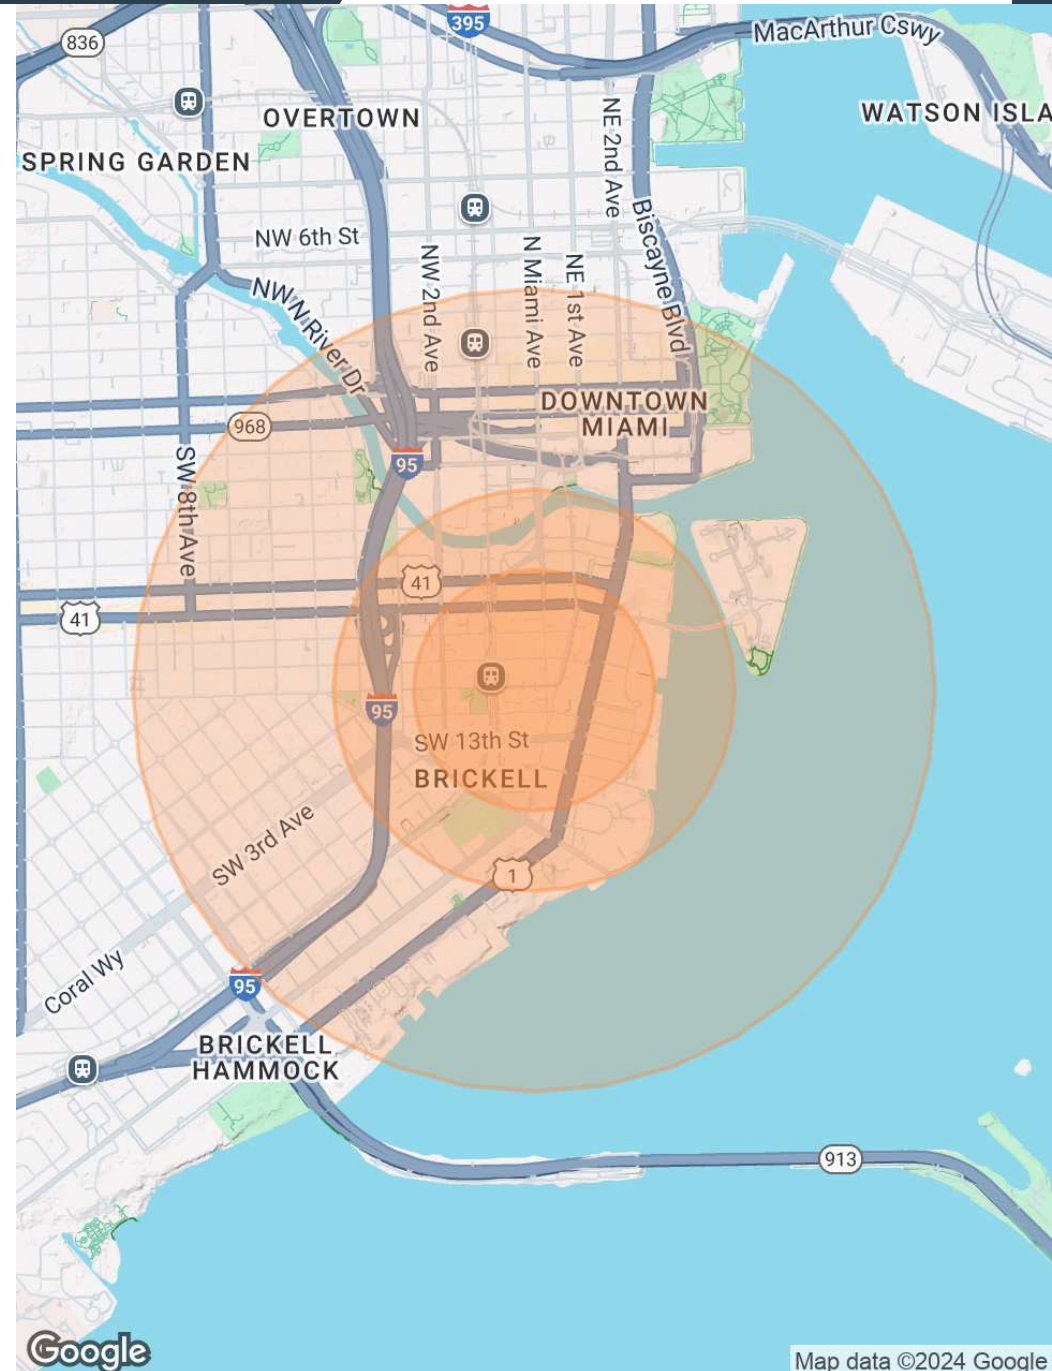 395
836
MacArthur Cswy
OVERTOWN
WATSON ISLA
SPRING GARDEN
NE 2nd Ave
NW 6th St
Biscayne Blvd
NW 2nd Ave
N Miami Ave
NE 1st Ave
NW N River Dr
DOWNTOWN
MIAMI
968
95
SW 8th Ave
41
41
95
SW 13th St
BRICKELL
SW 3rd Ave
1
Coral Wy
95
BRICKELL
HAMMOCK
913
Google
Map data ©2024 Google